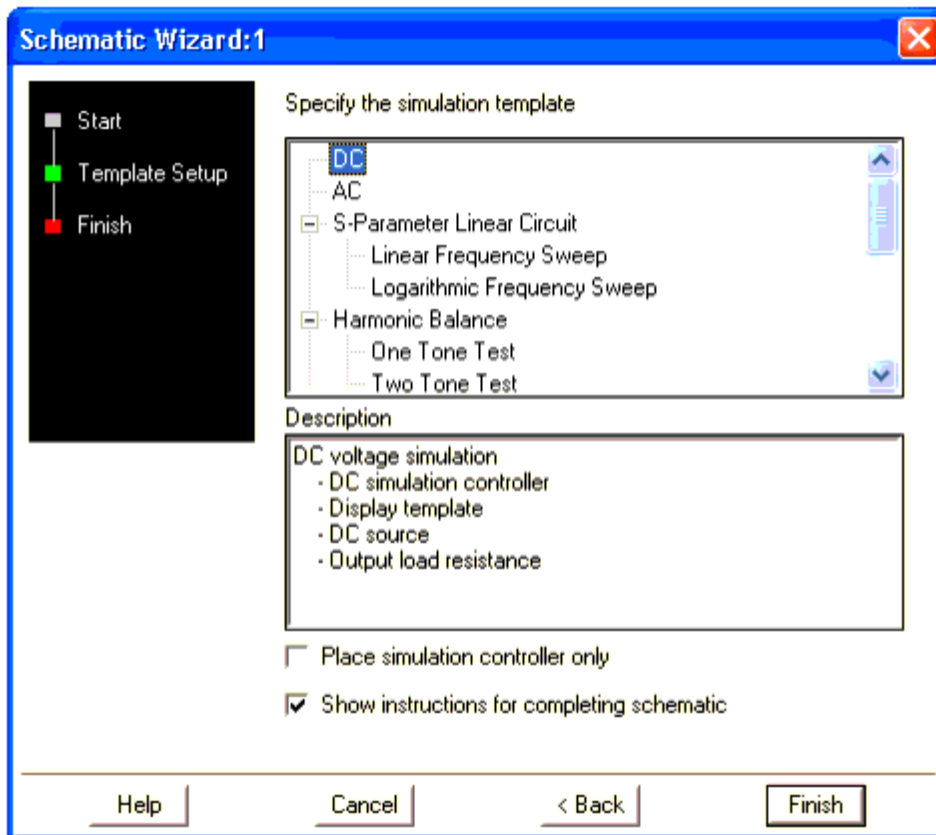 Schematic Wizard:1
Start
Template Setup
Finish
Specify the simulation template
DC
AC
S-Parameter Linear Circuit
Linear Frequency Sweep
Logarithmic Frequency Sweep
Harmonic Balance
One Tone Test
Two Tone Test
Description
DC voltage simulation
- DC simulation controller
- Display template
- DC source
- Output load resistance
Place simulation controller only
Show instructions for completing schematic
Help Cancel < Back Finish